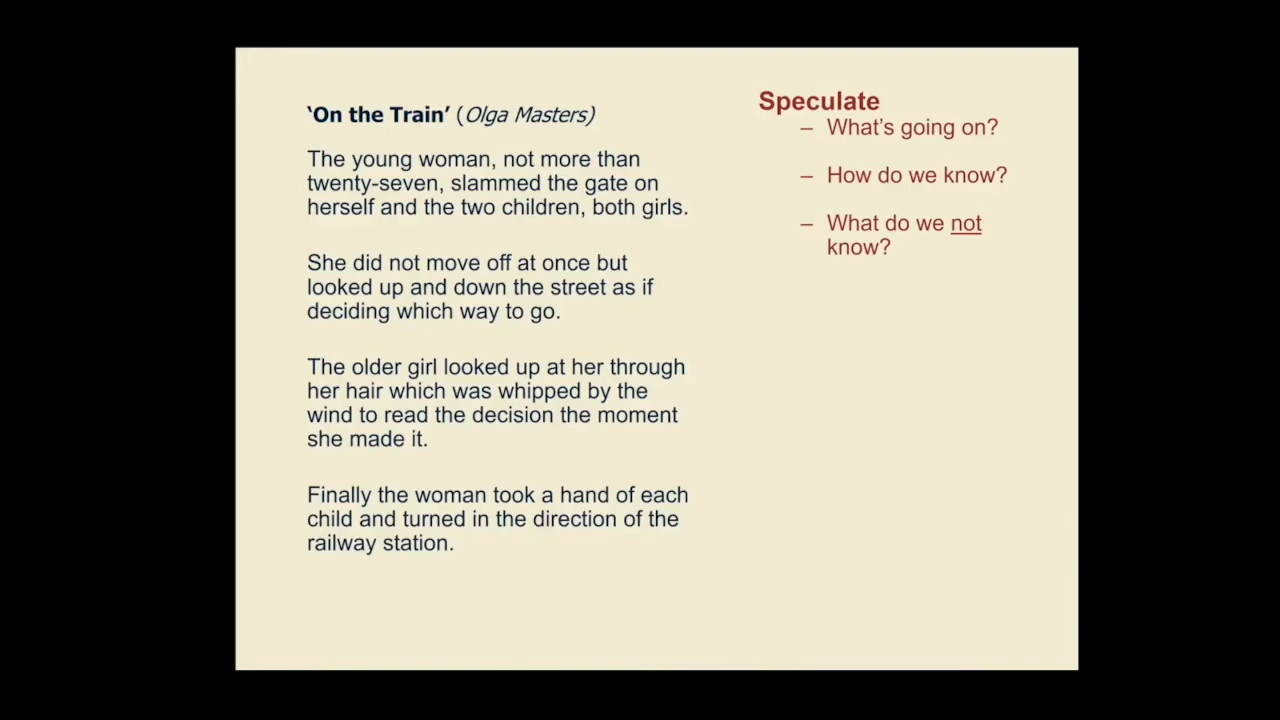 ‘On the Train’ (Olga Masters)
The young woman, not more than
twenty-seven, slammed the gate on
herself and the two children, both girls.
She did not move off at once but
looked up and down the street as if
deciding which way to go.
The older girl looked up at her through
her hair which was whipped by the
wind to read the decision the moment
she made it.
Finally the woman took a hand of each
child and turned in the direction of the
railway station.
Speculate
– What’s going on?
– How do we know?
– What do we not
know?